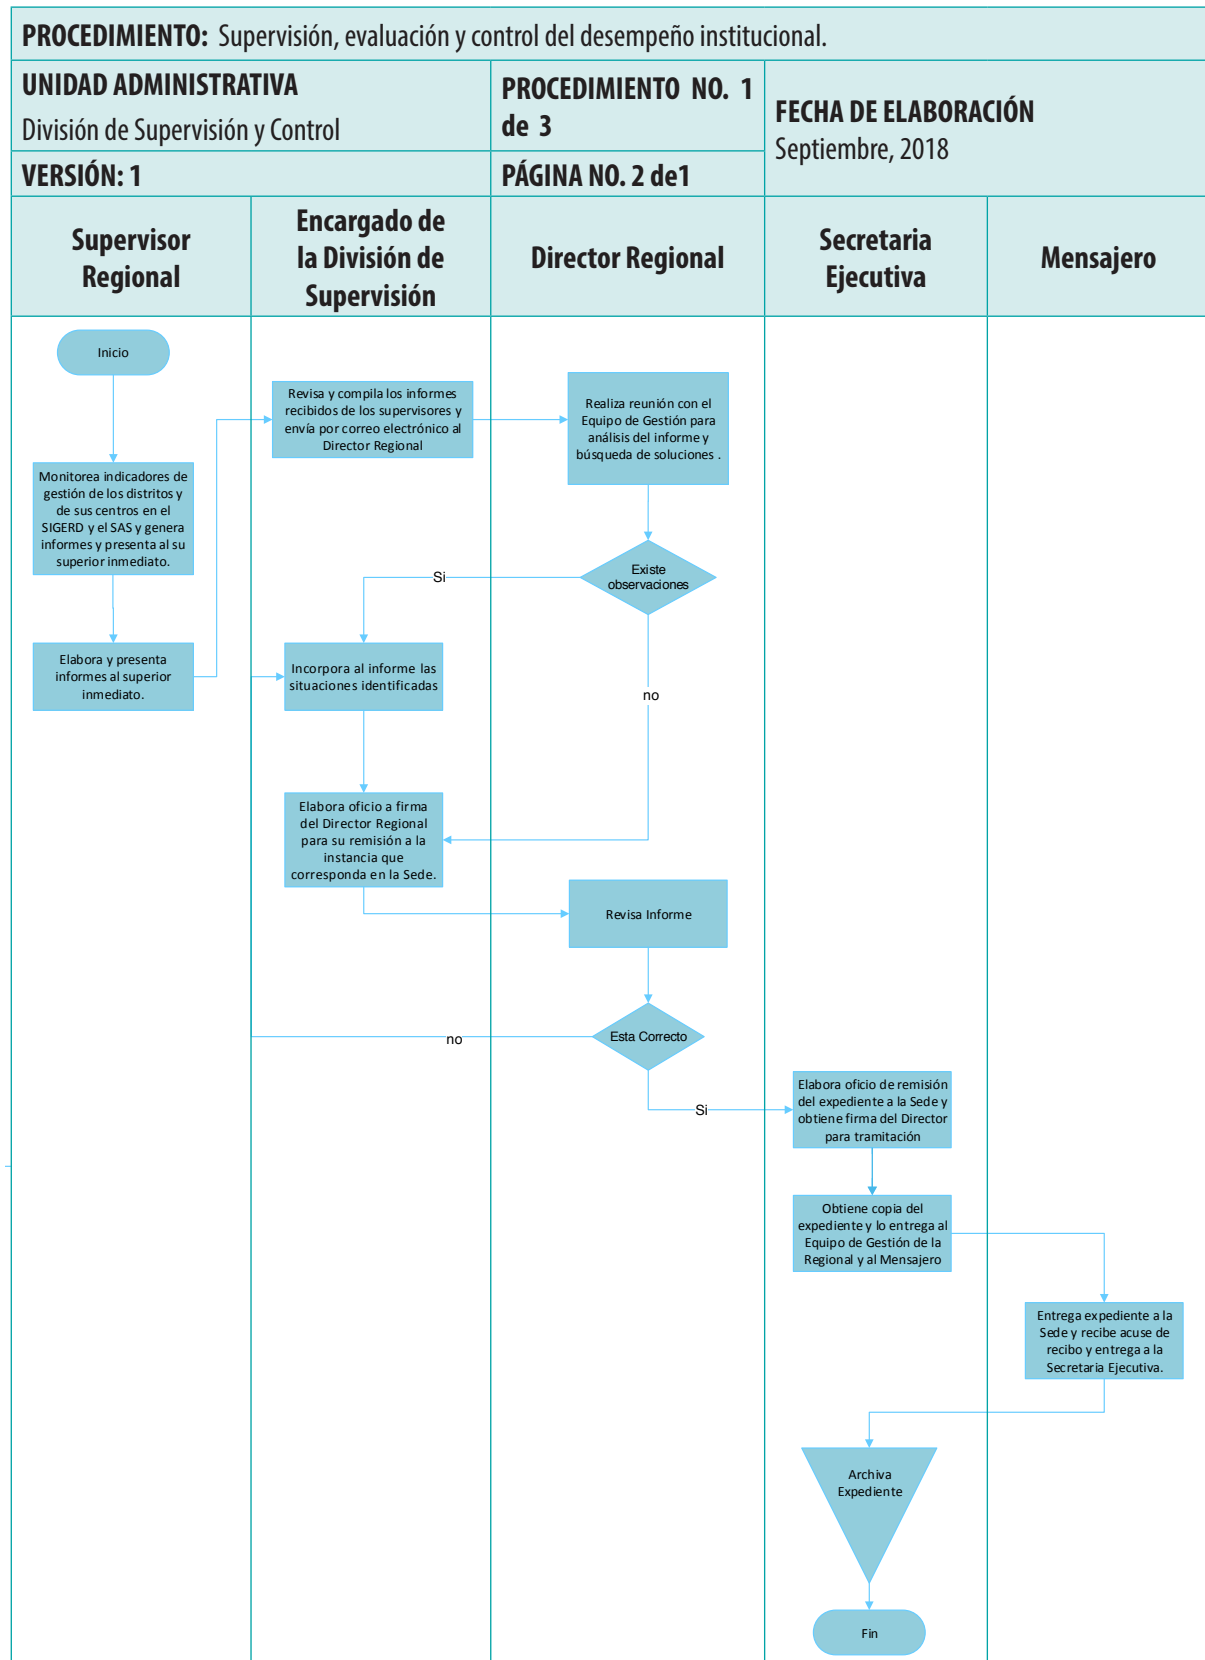 PROCEDIMIENTO: Supervisión, evaluación y control del desempeño institucional.
UNIDAD ADMINISTRATIVA
División de Supervisión y Control
PROCEDIMIENTO NO. 1
de 3
FECHA DE ELABORACIÓN
Septiembre, 2018
VERSIÓN: 1
PÁGINA NO. 2 de1
Supervisor
Regional
Encargado de
la División de
Supervisión
Director Regional
Secretaria
Ejecutiva
Mensajero
Inicio
Monitorea indicadores de
gestión de los distritos y
de sus centros en el
SIGERD y el SAS y genera
informes y presenta al su
superior inmediato.
Elabora y presenta
informes al superior
inmediato.
Revisa y compila los informes
recibidos de los supervisores y
envía por correo electrónico al
Director Regional
Realiza reunión con el
Equipo de Gestión para
análisis del informe y
búsqueda de soluciones .
Existe
observaciones
Si
no
Incorpora al informe las
situaciones identificadas
Elabora oficio a firma
del Director Regional
para su remisión a la
instancia que
corresponda en la Sede.
Revisa Informe
Esta Correcto
no
Si
Elabora oficio de remisión
del expediente a la Sede y
obtiene firma del Director
para tramitación
Obtiene copia del
expediente y lo entrega al
Equipo de Gestión de la
Regional y al Mensajero
Entrega expediente a la
Sede y recibe acuse de
recibo y entrega a la
Secretaria Ejecutiva.
Archiva
Expediente
Fin